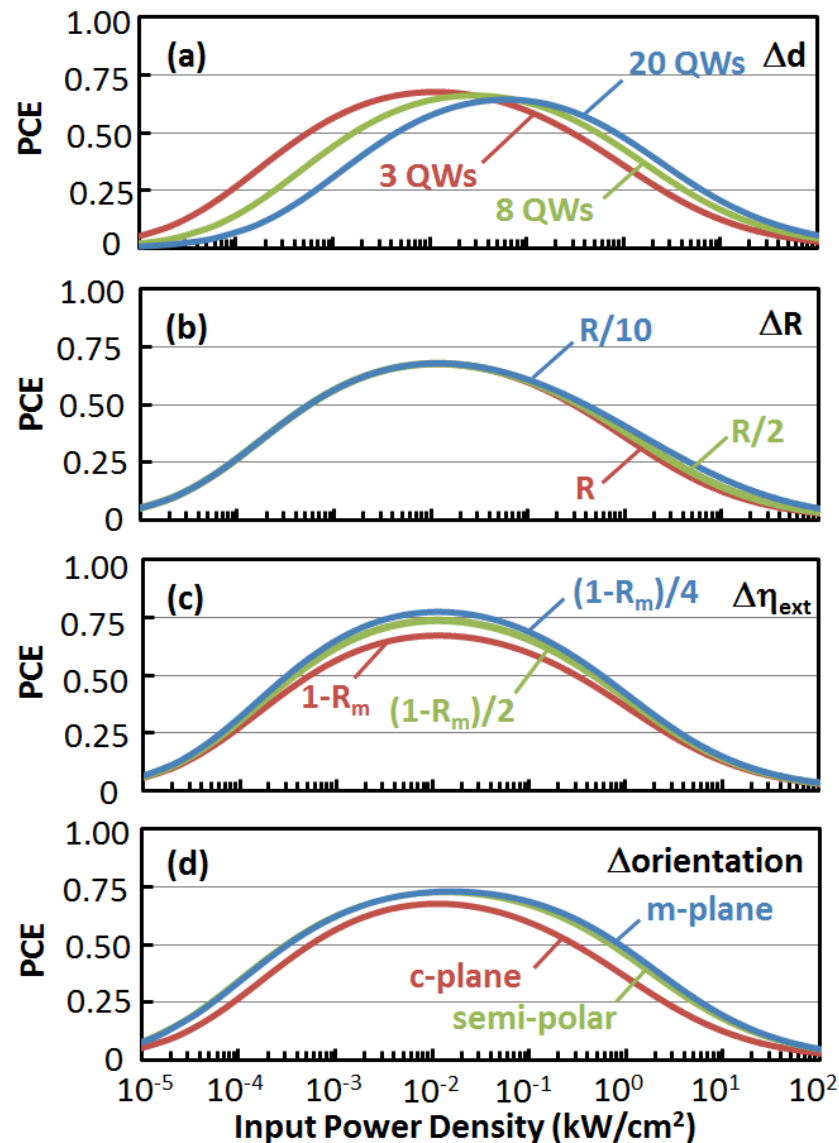 1.00
(a)
20 QWs
Δd
0.75
PCE
0.50
3 QWs
0.25
8 QWs
0
1.00
(b)
R/10
ΔR
0.75
PCE
0.50
R/2
0.25
R
0
1.00
(c)
(1-Rₘ)/4
Δηₑₓₜ
0.75
PCE
0.50
1-Rₘ
(1-Rₘ)/2
0.25
0
1.00
(d)
Δorientation
0.75
m-plane
PCE
0.50
c-plane
0.25
semi-polar
0
10⁻⁵ 10⁻⁴ 10⁻³ 10⁻² 10⁻¹ 10⁰ 10¹ 10²
Input Power Density (kW/cm²)